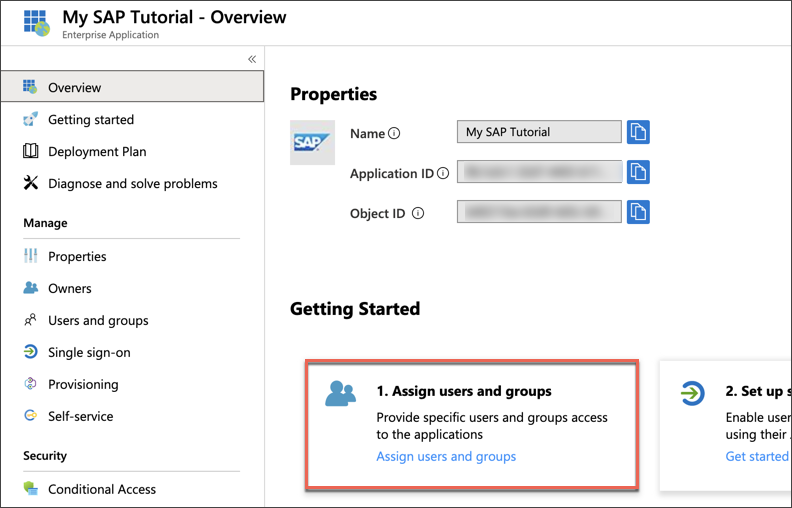 My SAP Tutorial - Overview
Enterprise Application
«
Overview
Getting started
Deployment Plan
Diagnose and solve problems
Manage
Properties
Owners
Users and groups
Single sign-on
Provisioning
Self-service
Security
Conditional Access
Properties
SAP
Name
My SAP Tutorial
Application ID
Object ID
Getting Started
1. Assign users and groups
Provide specific users and groups access
to the applications
Assign users and groups
2. Set up s
Enable user
using their
Get started